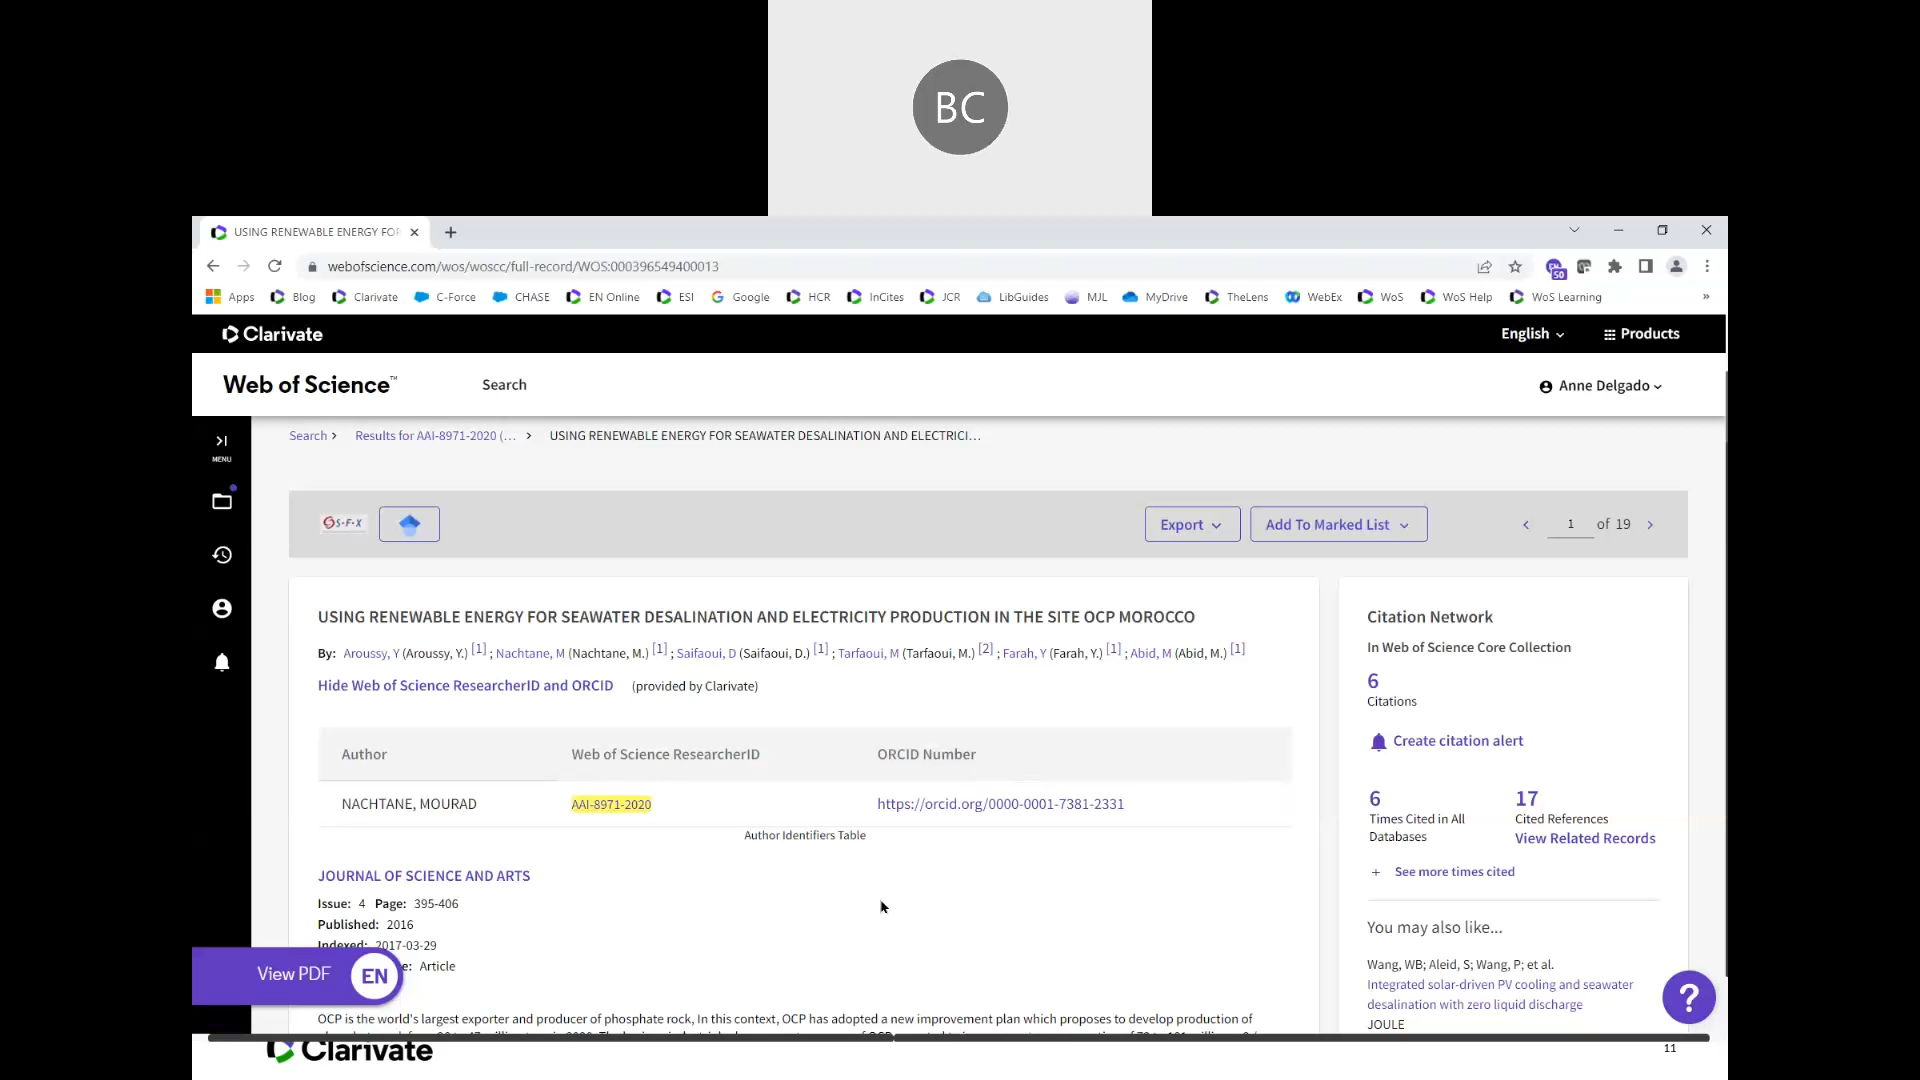 BC
USING RENEWABLE ENERGY FOR
webofscience.com/wos/woscc/full-record/WOS:000396549400013
50
Apps Blog Clarivate C-Force CHASE EN Online ESI Google HCR InCites JCR LibGuides MJL MyDrive TheLens WebEx WoS WoS Help WoS Learning »
Clarivate English Products
Web of Science™ Search Anne Delgado
MENU
Search > Results for AAI-8971-2020 (... > USING RENEWABLE ENERGY FOR SEAWATER DESALINATION AND ELECTRICI...
S·F·X Export Add To Marked List < 1 of 19 >
USING RENEWABLE ENERGY FOR SEAWATER DESALINATION AND ELECTRICITY PRODUCTION IN THE SITE OCP MOROCCO
By: Aroussy, Y (Aroussy, Y.) [1] ; Nachtane, M (Nachtane, M.) [1] ; Saifaoui, D (Saifaoui, D.) [1] ; Tarfaoui, M (Tarfaoui, M.) [2] ; Farah, Y (Farah, Y.) [1] ; Abid, M (Abid, M.) [1]
Hide Web of Science ResearcherID and ORCID (provided by Clarivate)
Author Web of Science ResearcherID ORCID Number
NACHTANE, MOURAD AAI-8971-2020 https://orcid.org/0000-0001-7381-2331
Author Identifiers Table
JOURNAL OF SCIENCE AND ARTS
Issue: 4 Page: 395-406
Published: 2016
Indexed: 2017-03-29
e: Article
View PDF EN
OCP is the world's largest exporter and producer of phosphate rock, In this context, OCP has adopted a new improvement plan which proposes to develop production of
Citation Network
In Web of Science Core Collection
6
Citations
Create citation alert
6 17
Times Cited in All Cited References
Databases View Related Records
+ See more times cited
You may also like...
Wang, WB; Aleid, S; Wang, P; et al.
Integrated solar-driven PV cooling and seawater
desalination with zero liquid discharge
JOULE
?
Clarivate
11